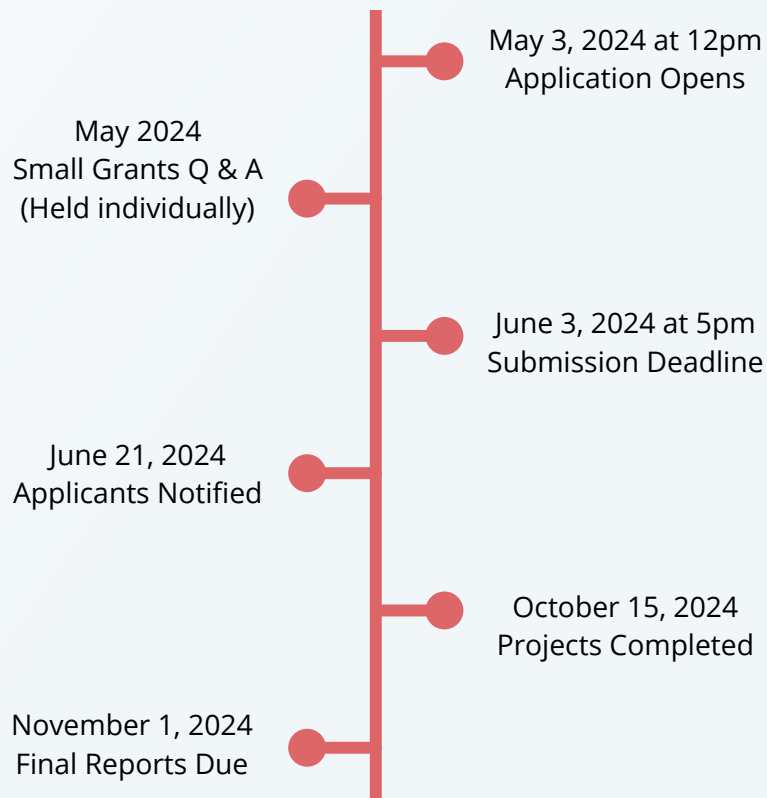 May 3, 2024 at 12pm
Application Opens
May 2024
Small Grants Q & A
(Held individually)
June 3, 2024 at 5pm
Submission Deadline
June 21, 2024
Applicants Notified
October 15, 2024
Projects Completed
November 1, 2024
Final Reports Due